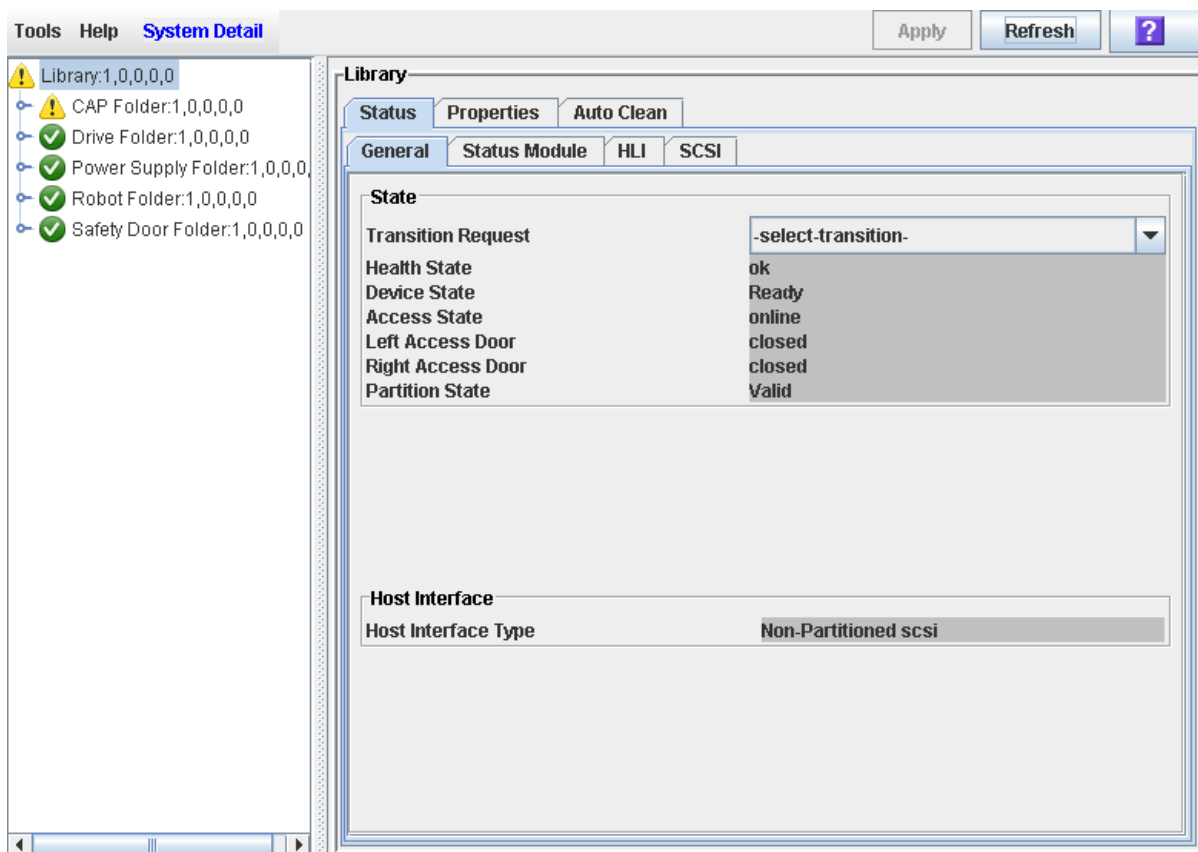 Tools Help System Detail Apply Refresh ?
Library:1,0,0,0,0
CAP Folder:1,0,0,0,0
Drive Folder:1,0,0,0,0
Power Supply Folder:1,0,0,0,
Robot Folder:1,0,0,0,0
Safety Door Folder:1,0,0,0,0
Library
Status Properties Auto Clean
General Status Module HLI SCSI
State
Transition Request -select-transition-
Health State ok
Device State Ready
Access State online
Left Access Door closed
Right Access Door closed
Partition State Valid
Host Interface
Host Interface Type Non-Partitioned scsi